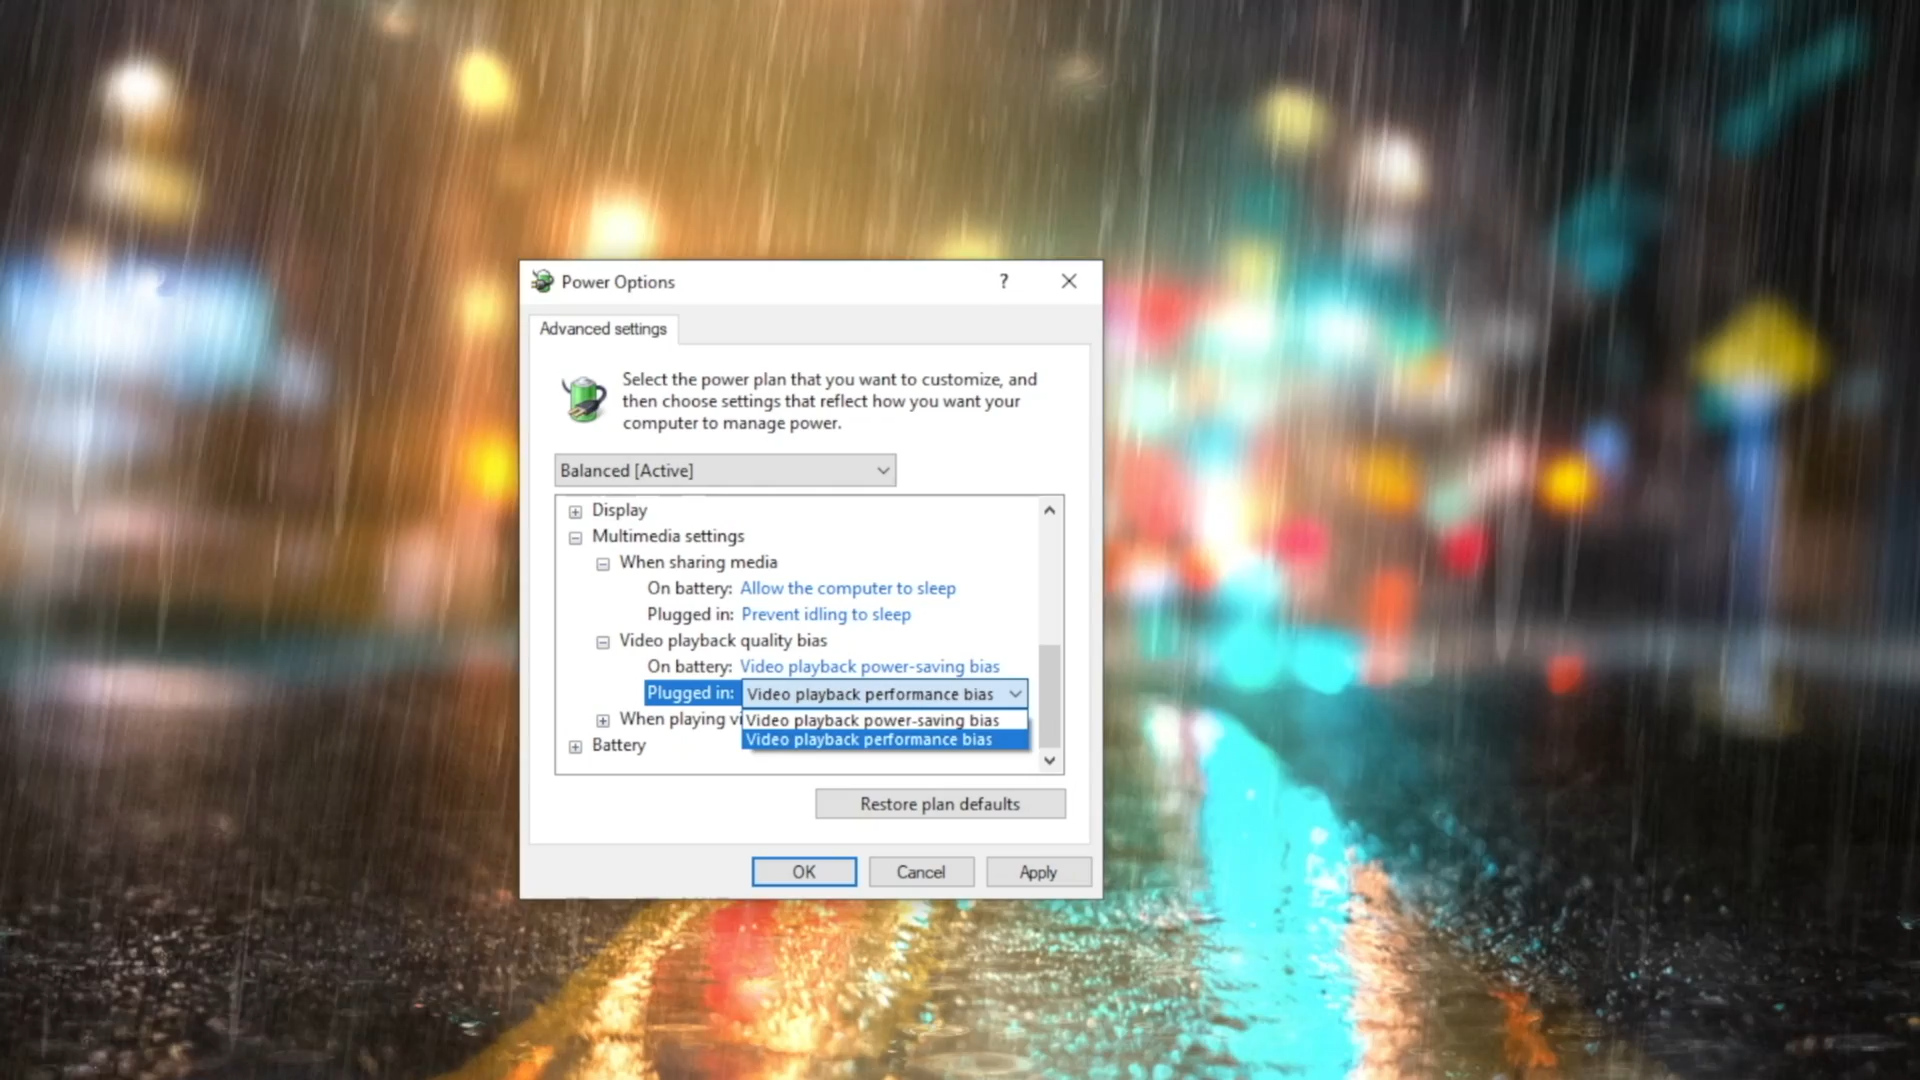 Power Options
?
Advanced settings
Select the power plan that you want to customize, and
then choose settings that reflect how you want your
computer to manage power.
Balanced [Active]
Display
Multimedia settings
When sharing media
On battery: Allow the computer to sleep
Plugged in: Prevent idling to sleep
Video playback quality bias
On battery: Video playback power-saving bias
Plugged in: Video playback performance bias
When playing vi
Video playback power-saving bias
Video playback performance bias
Battery
Restore plan defaults
OK
Cancel
Apply